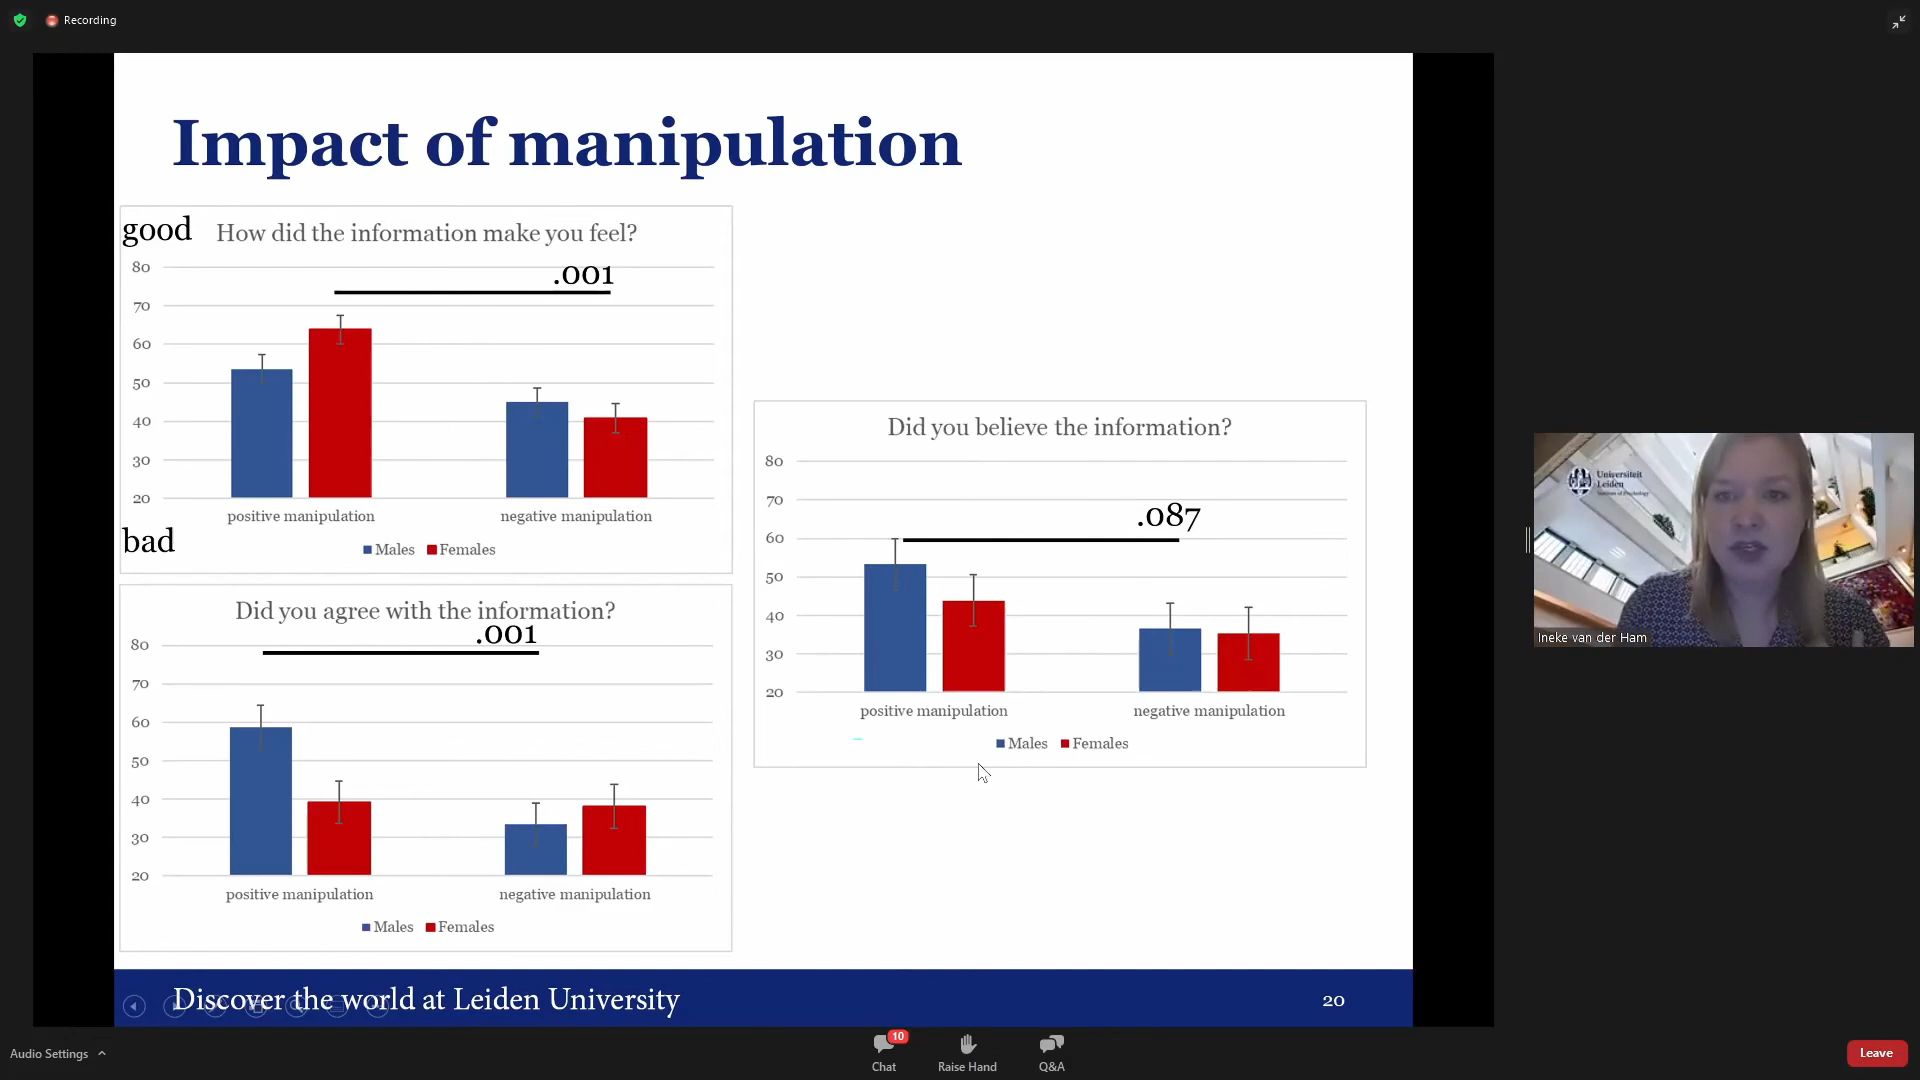 Recording
Impact of manipulation
good
How did the information make you feel?
.001
80
70
60
50
40
30
20
positive manipulation
negative manipulation
bad
Males
Females
Did you agree with the information?
.001
80
70
60
50
40
30
20
positive manipulation
negative manipulation
Males
Females
Did you believe the information?
.087
80
70
60
50
40
30
20
positive manipulation
negative manipulation
Males
Females
Discover the world at Leiden University
20
Universiteit
Leiden
Ineke van der Ham
Audio Settings
10
Chat
Raise Hand
Q&A
Leave